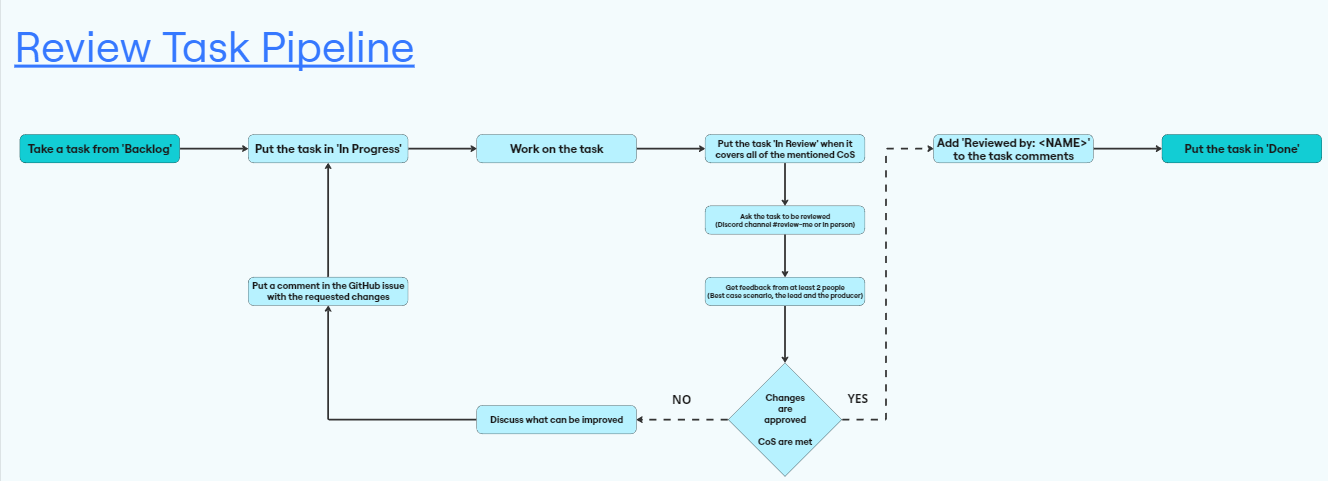 Review Task Pipeline
Take a task from 'Backlog'
Put the task in 'In Progress'
Work on the task
Put the task 'In Review' when it
covers all of the mentioned CoS
Add 'Reviewed by: <NAME>'
to the task comments
Put the task in 'Done'
Ask the task to be reviewed
(Discord channel #review-me or in person)
Put a comment in the GitHub issue
with the requested changes
Get feedback from at least 2 people
(Best case scenario, the lead and the producer)
Discuss what can be improved
NO
Changes
are
approved
CoS are met
YES